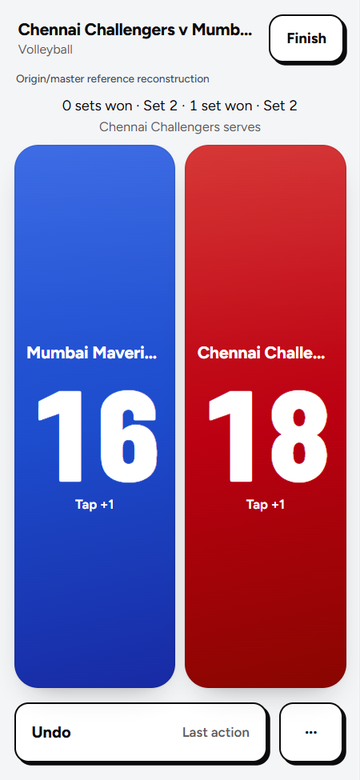 Chennai Challengers v Mumb...
Finish
Volleyball
Origin/master reference reconstruction
0 sets won · Set 2 · 1 set won · Set 2
Chennai Challengers serves
Mumbai Maveri...
16
Tap +1
Chennai Challe...
18
Tap +1
Undo
Last action
...